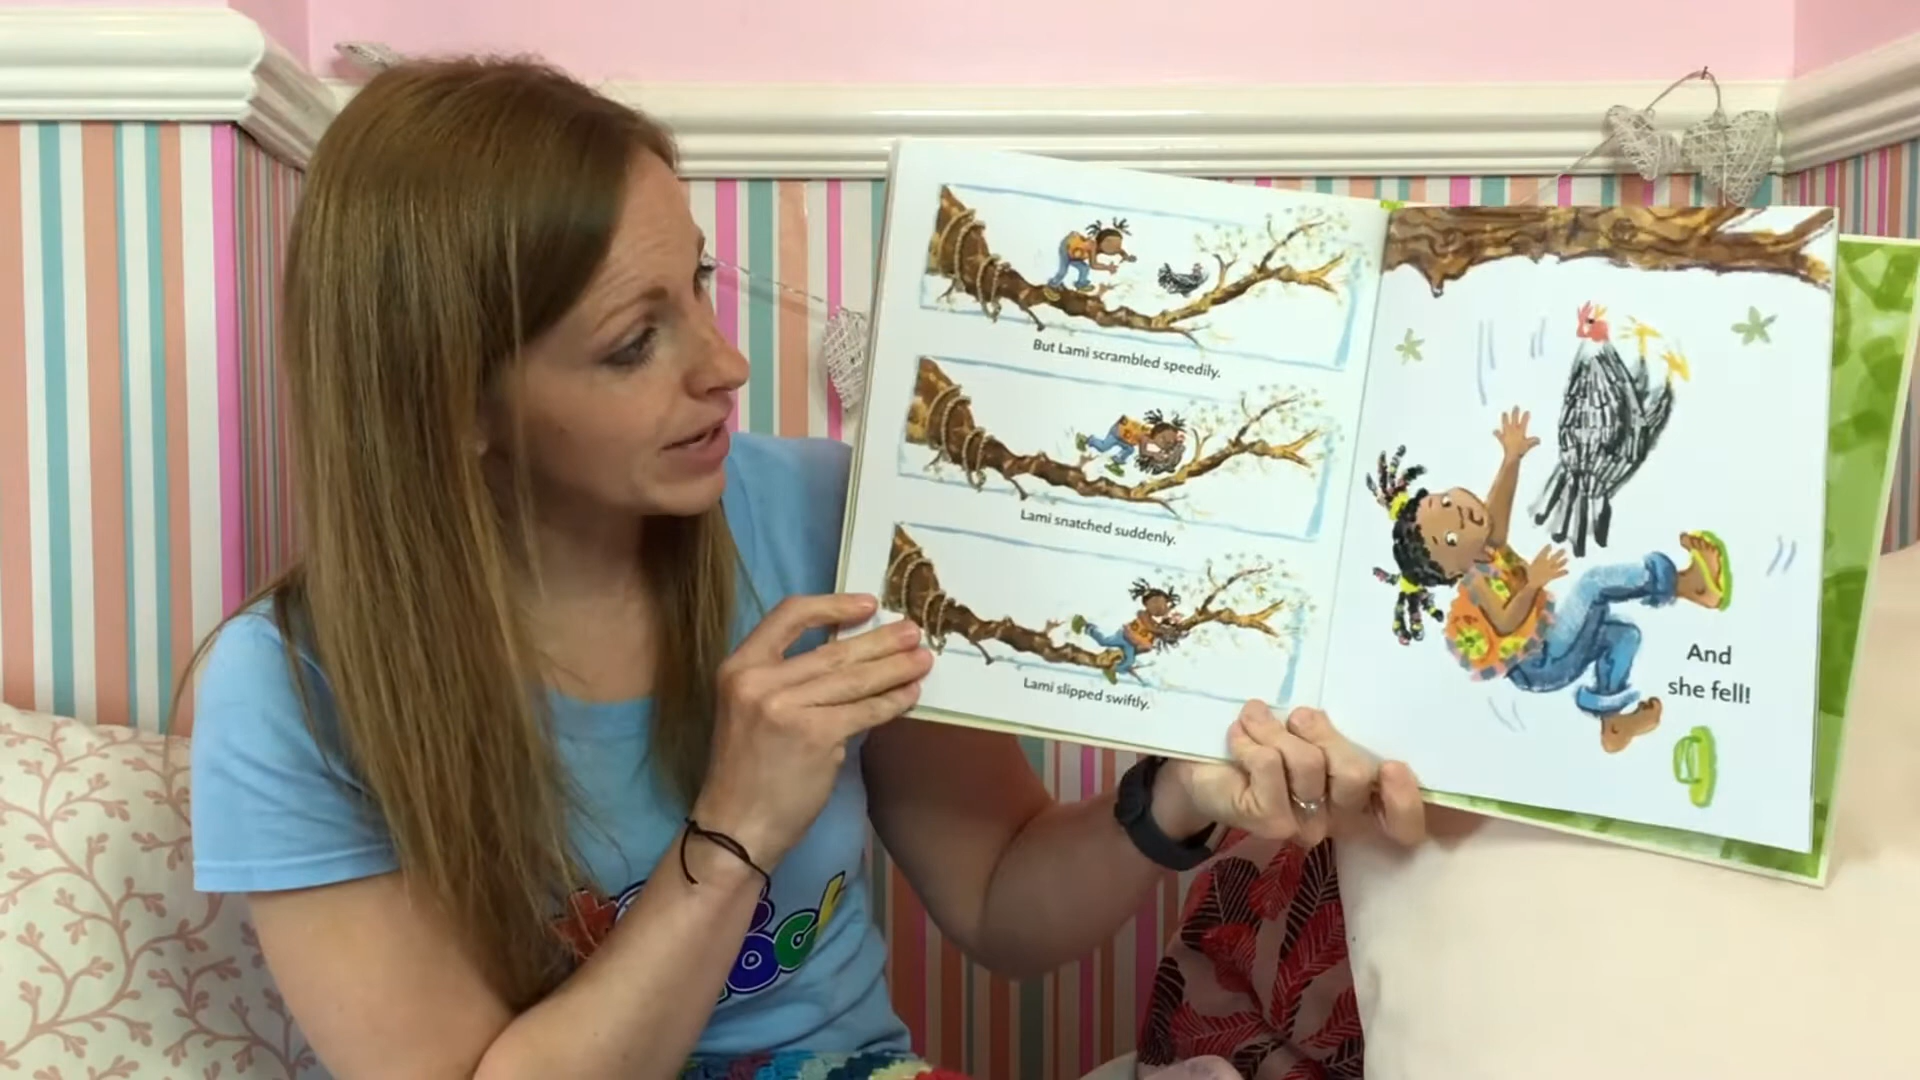 But Lami scrambled speedily.
Lami snatched suddenly.
Lami slipped swiftly.
And
she fell!